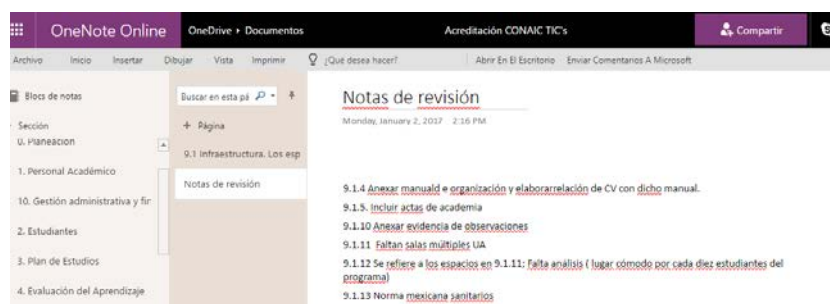 OneNote Online
OneDrive › Documentos
Acreditación CONAIC TIC's
Compartir
Archivo Inicio Insertar Dibujar Vista Imprimir ¿Qué desea hacer? Abrir En El Escritorio Enviar Comentarios A Microsoft
Blocs de notas
Sección
0. Planeación
1. Personal Académico
10. Gestión administrativa y fir
2. Estudiantes
3. Plan de Estudios
4. Evaluación del Aprendizaje
Buscar en esta pá
+ Página
9.1 Infraestructura. Los esp
Notas de revisión
Notas de revisión
Monday, January 2, 2017 2:16 PM
9.1.4 Anexar manuald e organización y elaborarrelación de CV con dicho manual.
9.1.5. Incluir actas de academia
9.1.10 Anexar evidencia de observaciones
9.1.11 Faltan salas múltiples UA
9.1.12 Se refiere a los espacios en 9.1.11; Falta análisis ( lugar cómodo por cada diez estudiantes del
programa)
9.1.13 Norma mexicana sanitarios